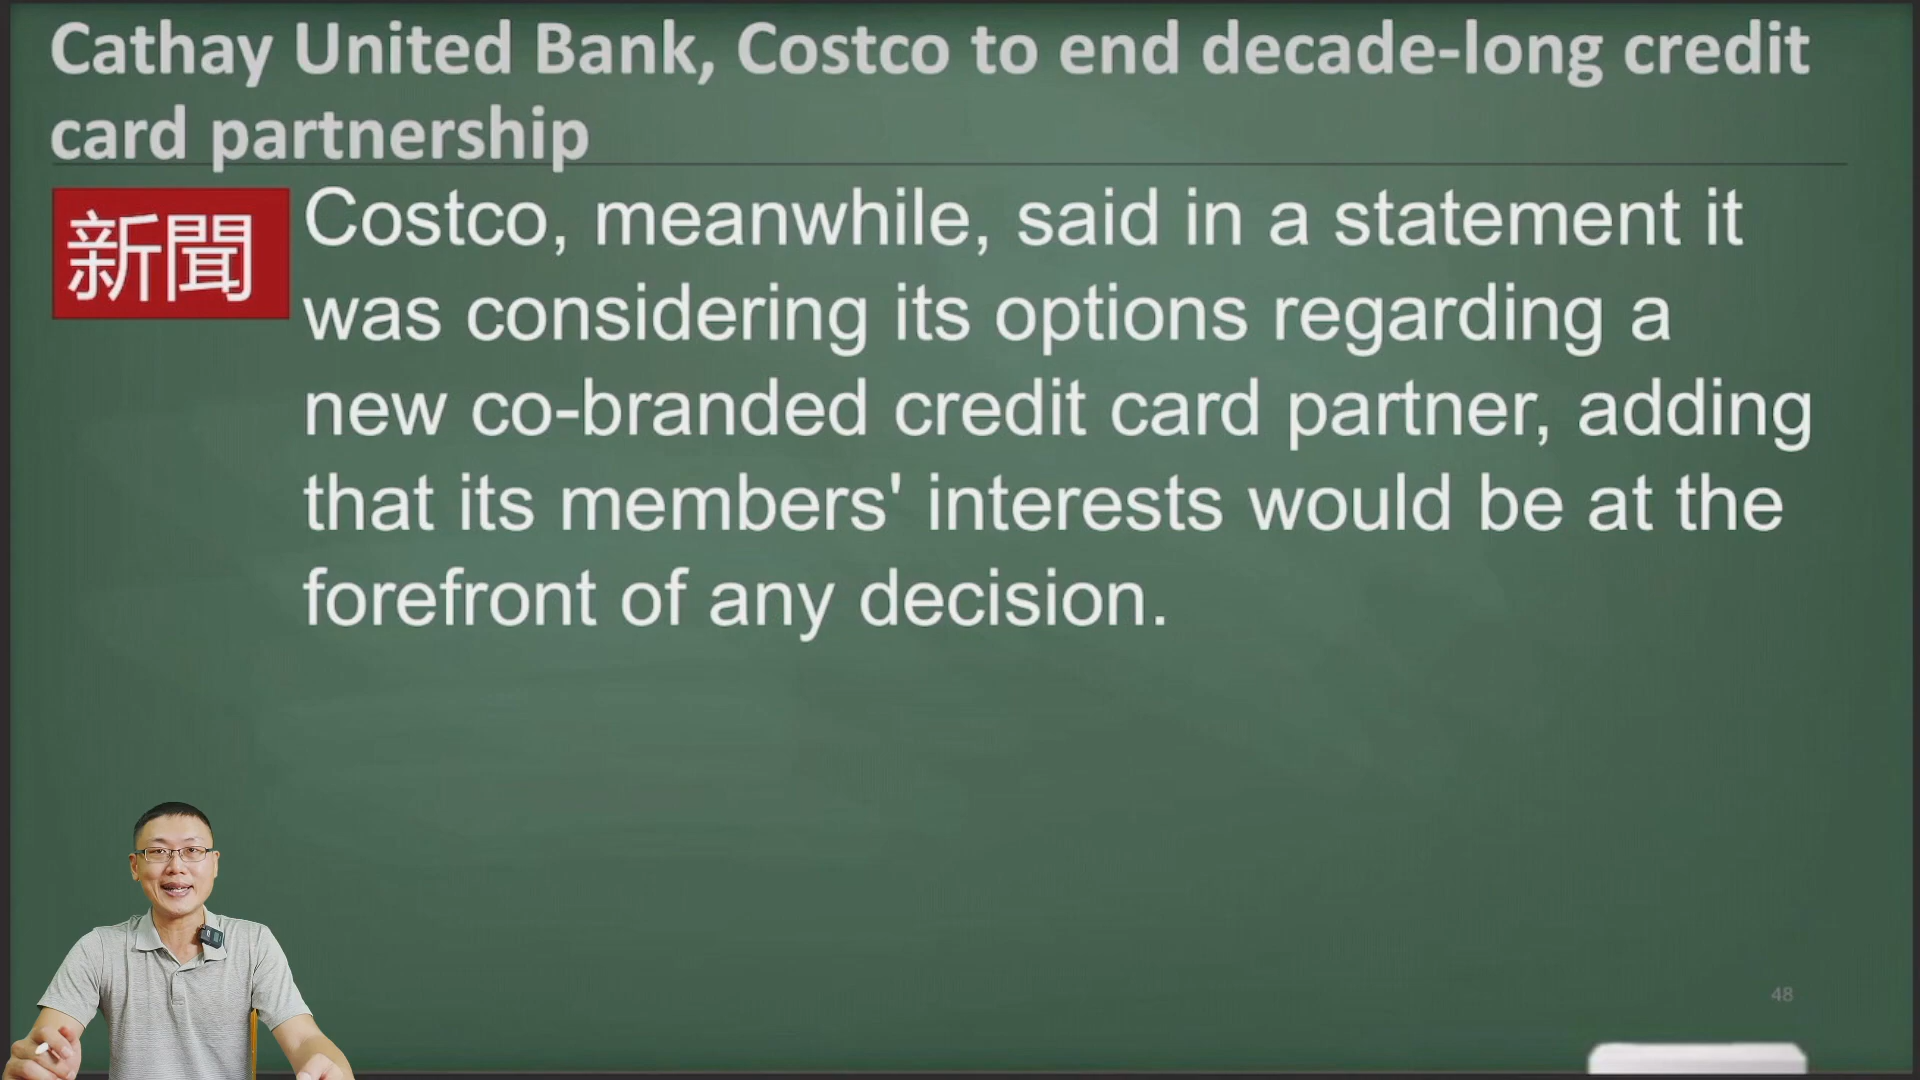 Cathay United Bank, Costco to end decade-long credit
card partnership
新聞
Costco, meanwhile, said in a statement it
was considering its options regarding a
new co-branded credit card partner, adding
that its members' interests would be at the
forefront of any decision.
48